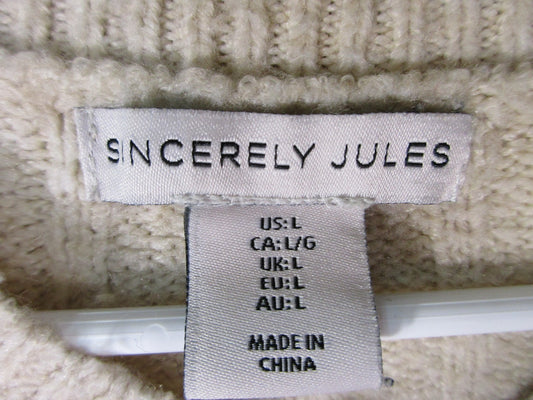 SINCERELY JULES
US: L
CA: L/G
UK: L
EU: L
AU: L
MADE IN
CHINA